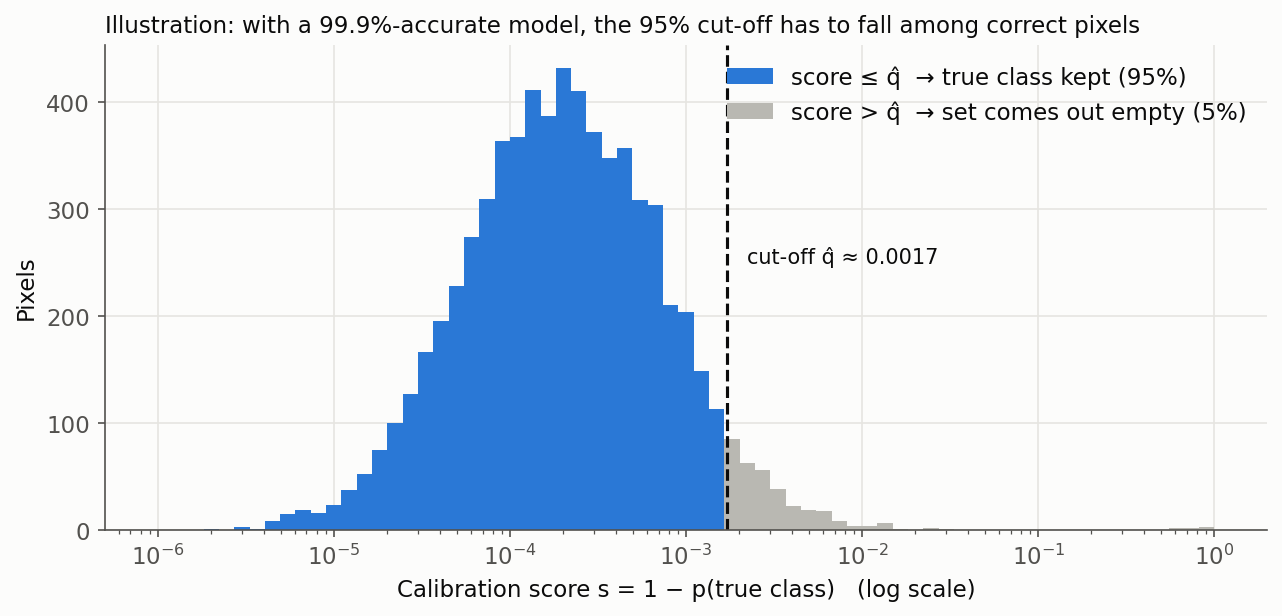 Illustration: with a 99.9%-accurate model, the 95% cut-off has to fall among correct pixels
score ≤ q̂ → true class kept (95%)
score > q̂ → set comes out empty (5%)
cut-off q̂ ≈ 0.0017
Pixels
400
300
200
100
0
10⁻⁶ 10⁻⁵ 10⁻⁴ 10⁻³ 10⁻² 10⁻¹ 10⁰
Calibration score s = 1 − p(true class) (log scale)